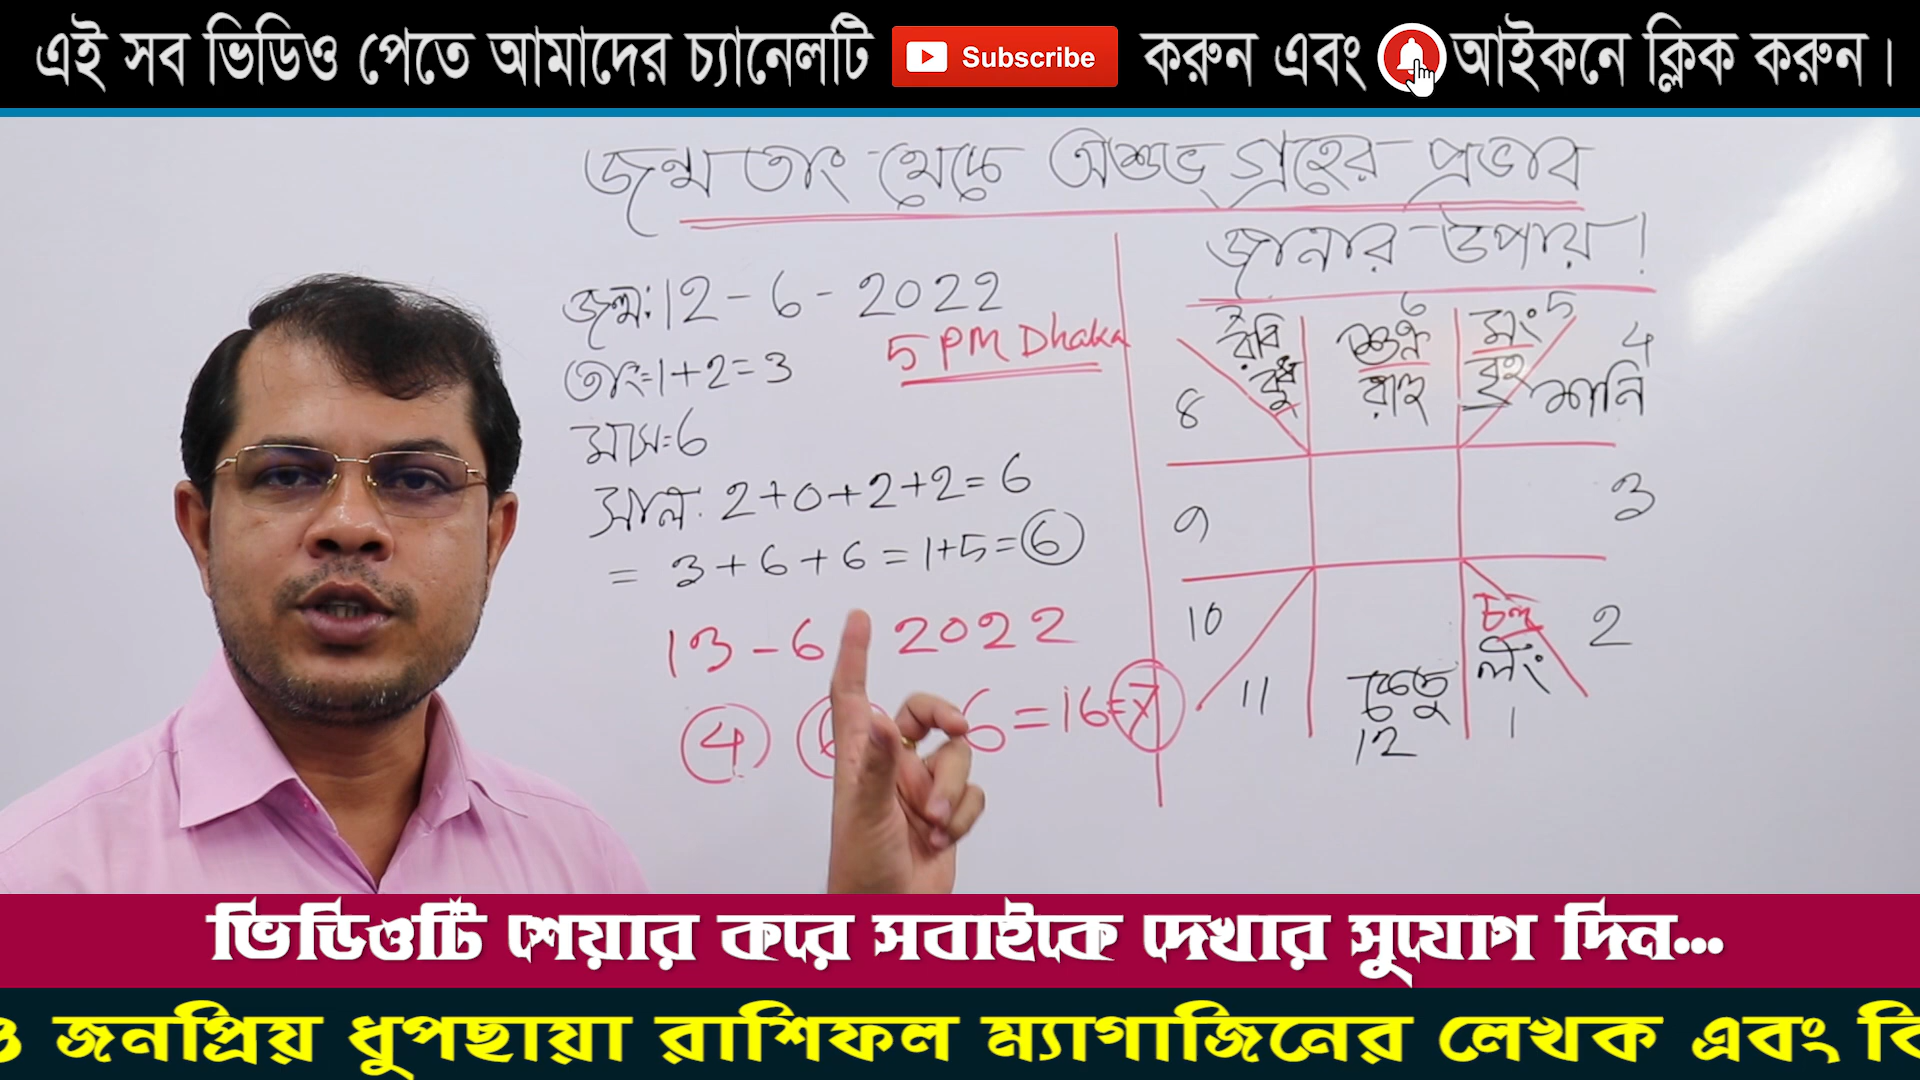 এই সব ভিডিও পেতে আমাদের চ্যানেলটি Subscribe করুন এবং আইকনে ক্লিক করুন।
জন্ম তাং থেকে অশুভ গ্রহের প্রভাব
জানার উপায়!
জন্ম: 12 - 6 - 2022
5 PM Dhaka
তাং=1+2=3
মাস=6
সাল: 2+0+2+2=6
= 3+6+6=1+5=6
13 - 6 2022
4 6=16=7
7 6 5
রবি শুক্র মং 4
বুধ রাহু বৃহ শনি
8
9 3
10 চন্দ্র 2
লং
11 কেতু 1
12
ভিডিওটি শেয়ার করে সবাইকে দেখার সুযোগ দিন...
ও জনপ্রিয় ধুপছায়া রাশিফল ম্যাগাজিনের লেখক এবং বি